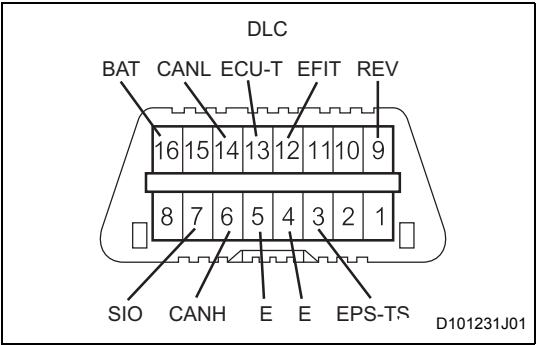 DLC
BAT CANL ECU-T EFIT REV
16 15 14 13 12 11 10 9
8 7 6 5 4 3 2 1
SIO CANH E E EPS-TS
D101231J01